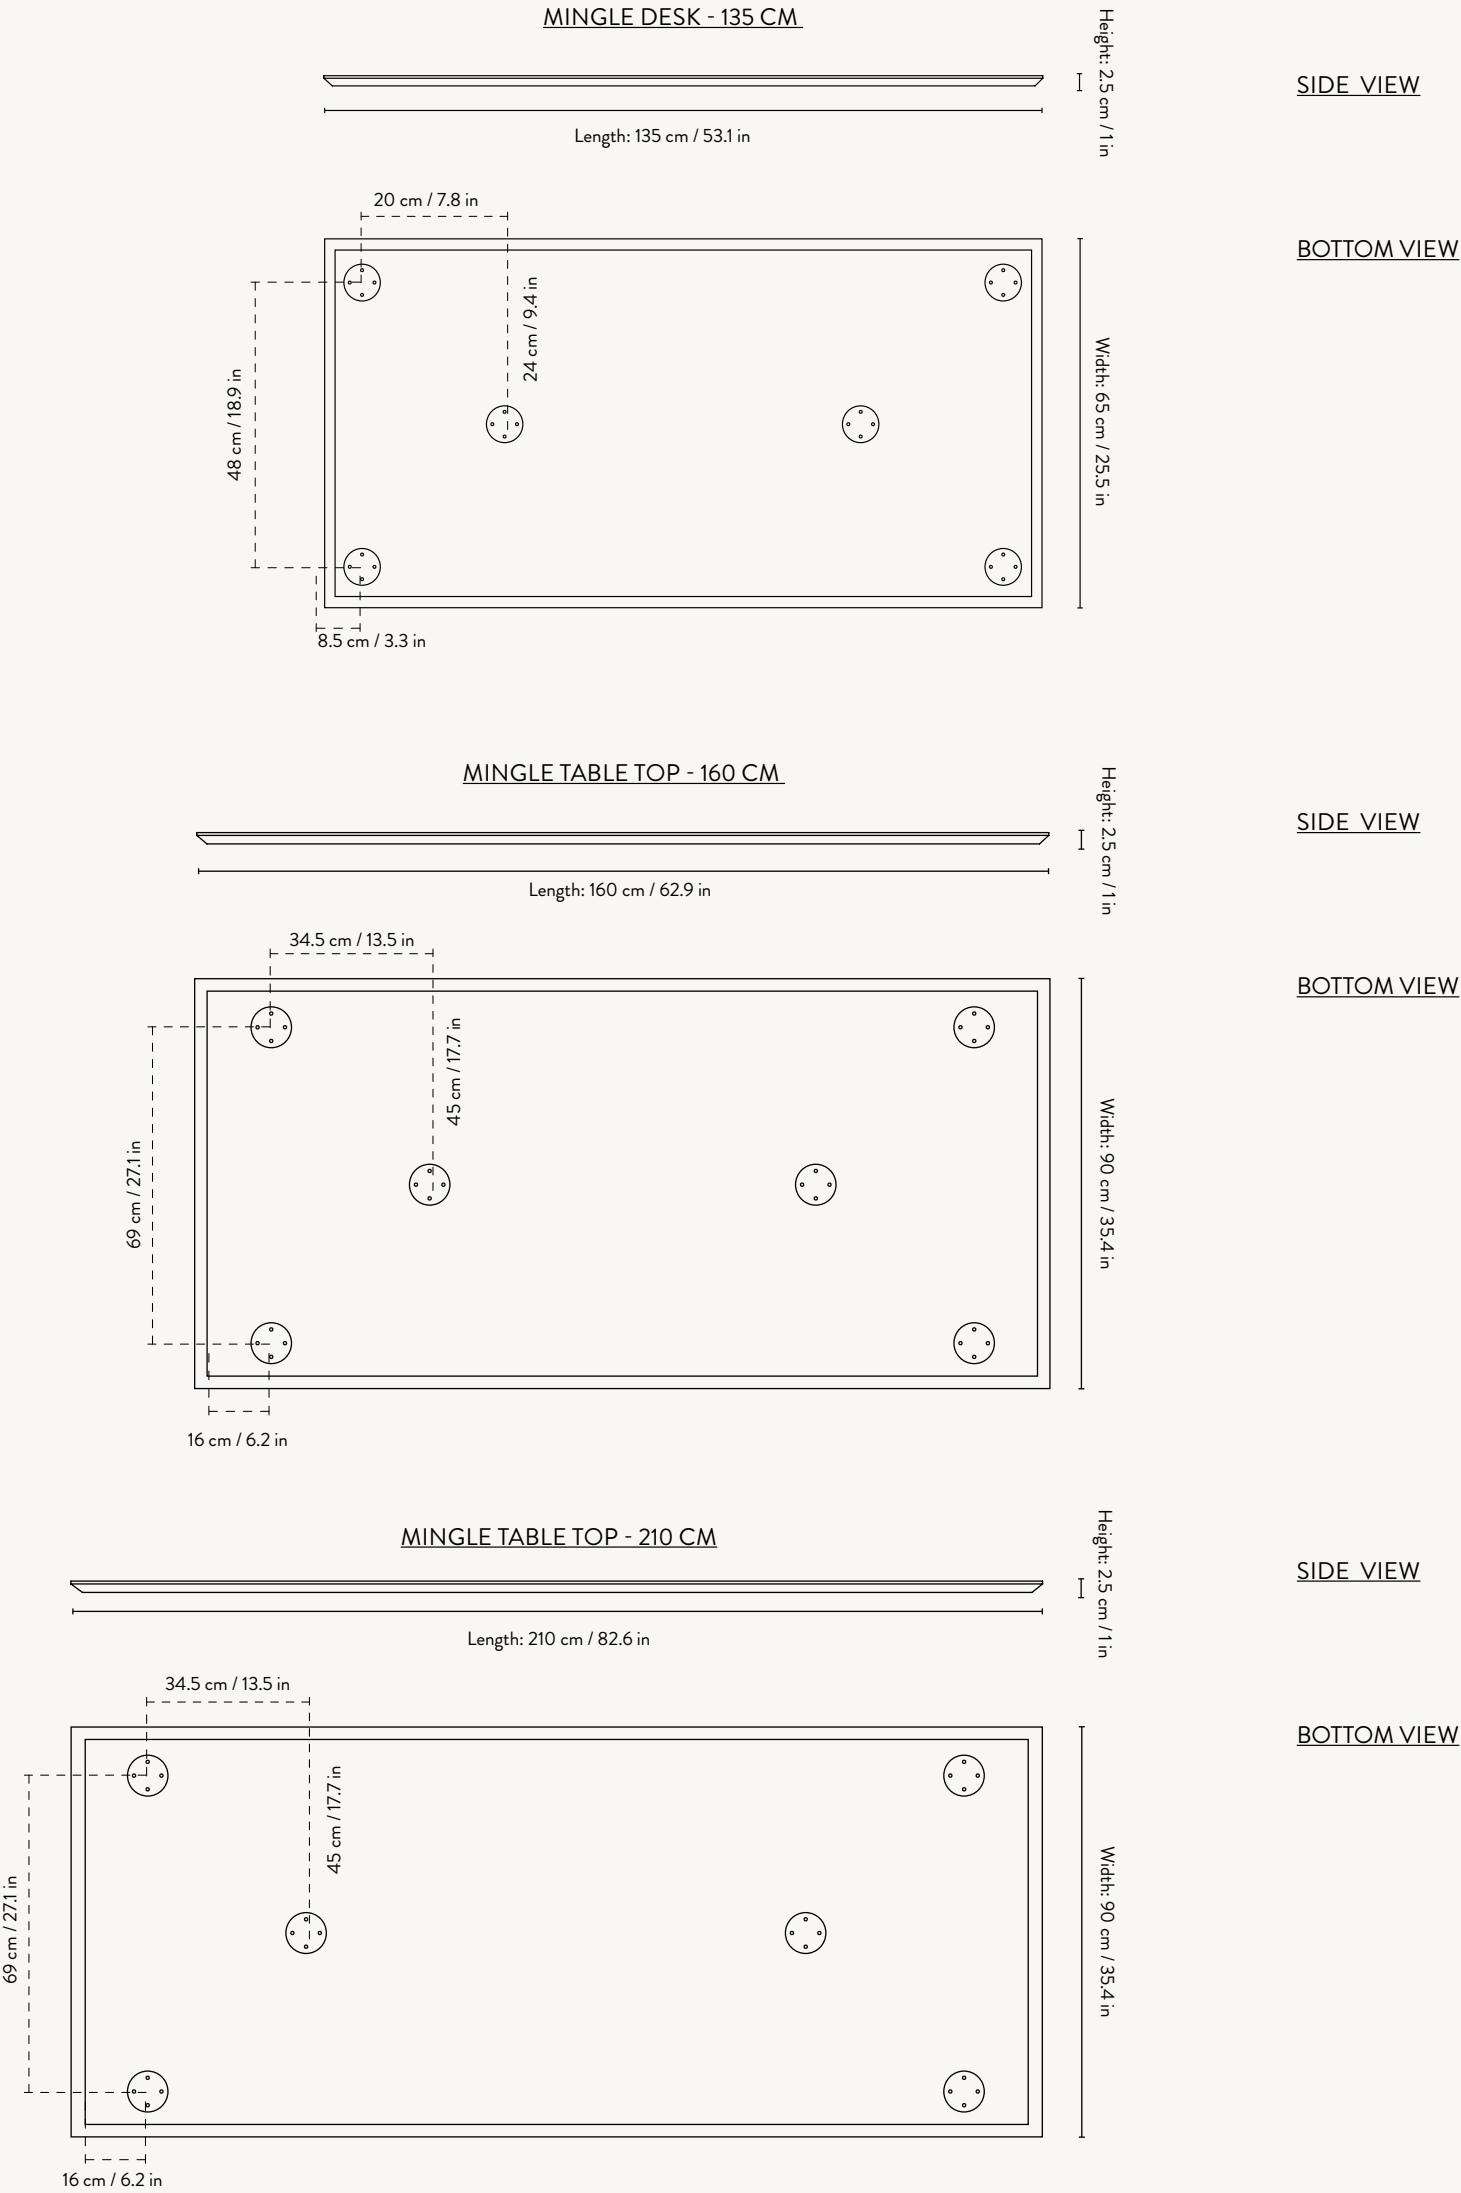 MINGLE DESK - 135 CM
Height: 2.5 cm / 1 in
SIDE VIEW
Length: 135 cm / 53.1 in
20 cm / 7.8 in
BOTTOM VIEW
24 cm / 9.4 in
48 cm / 18.9 in
Width: 65 cm / 25.5 in
8.5 cm / 3.3 in
MINGLE TABLE TOP - 160 CM
Height: 2.5 cm / 1 in
SIDE VIEW
Length: 160 cm / 62.9 in
34.5 cm / 13.5 in
BOTTOM VIEW
45 cm / 17.7 in
69 cm / 27.1 in
Width: 90 cm / 35.4 in
16 cm / 6.2 in
MINGLE TABLE TOP - 210 CM
Height: 2.5 cm / 1 in
SIDE VIEW
Length: 210 cm / 82.6 in
34.5 cm / 13.5 in
BOTTOM VIEW
45 cm / 17.7 in
69 cm / 27.1 in
Width: 90 cm / 35.4 in
16 cm / 6.2 in